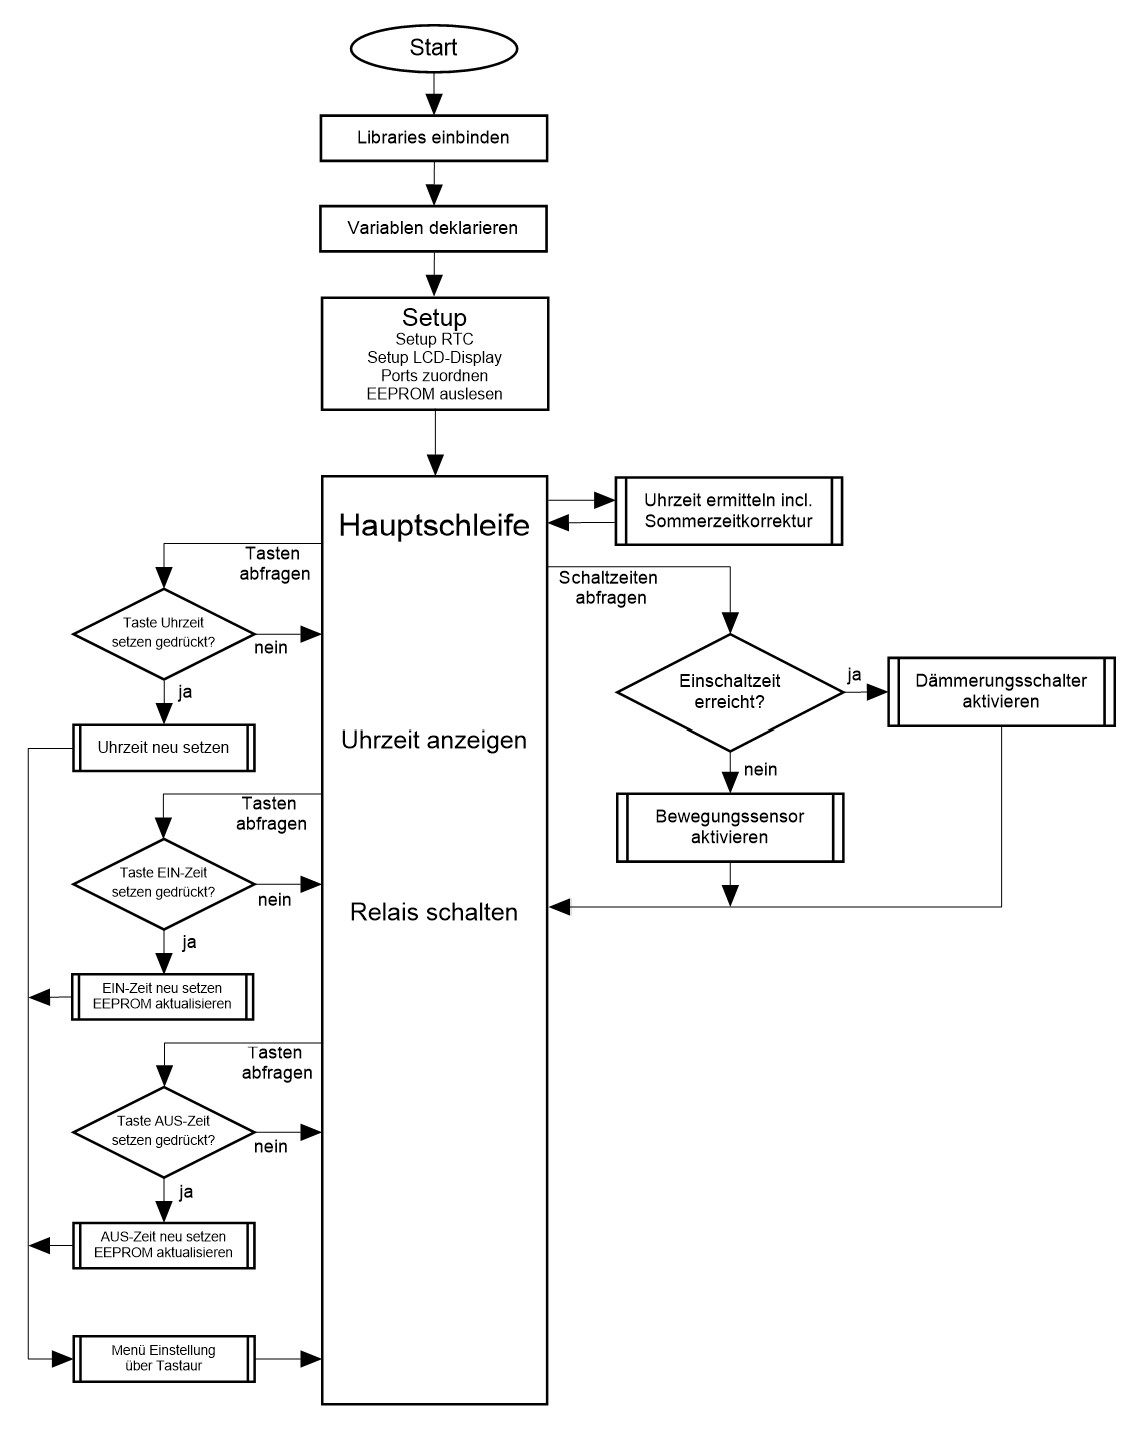 Start
Libraries einbinden
Variablen deklarieren
Setup
Setup RTC
Setup LCD-Display
Ports zuordnen
EEPROM auslesen
Hauptschleife
Uhrzeit ermitteln incl.
Sommerzeitkorrektur
Tasten
abfragen
Taste Uhrzeit
setzen gedrückt?
nein
ja
Uhrzeit neu setzen
Schaltzeiten
abfragen
Einschaltzeit
erreicht?
ja
Dämmerungsschalter
aktivieren
nein
Bewegungssensor
aktivieren
Uhrzeit anzeigen
Tasten
abfragen
Taste EIN-Zeit
setzen gedrückt?
nein
ja
EIN-Zeit neu setzen
EEPROM aktualisieren
Relais schalten
Tasten
abfragen
Taste AUS-Zeit
setzen gedrückt?
nein
ja
AUS-Zeit neu setzen
EEPROM aktualisieren
Menü Einstellung
über Tastaur